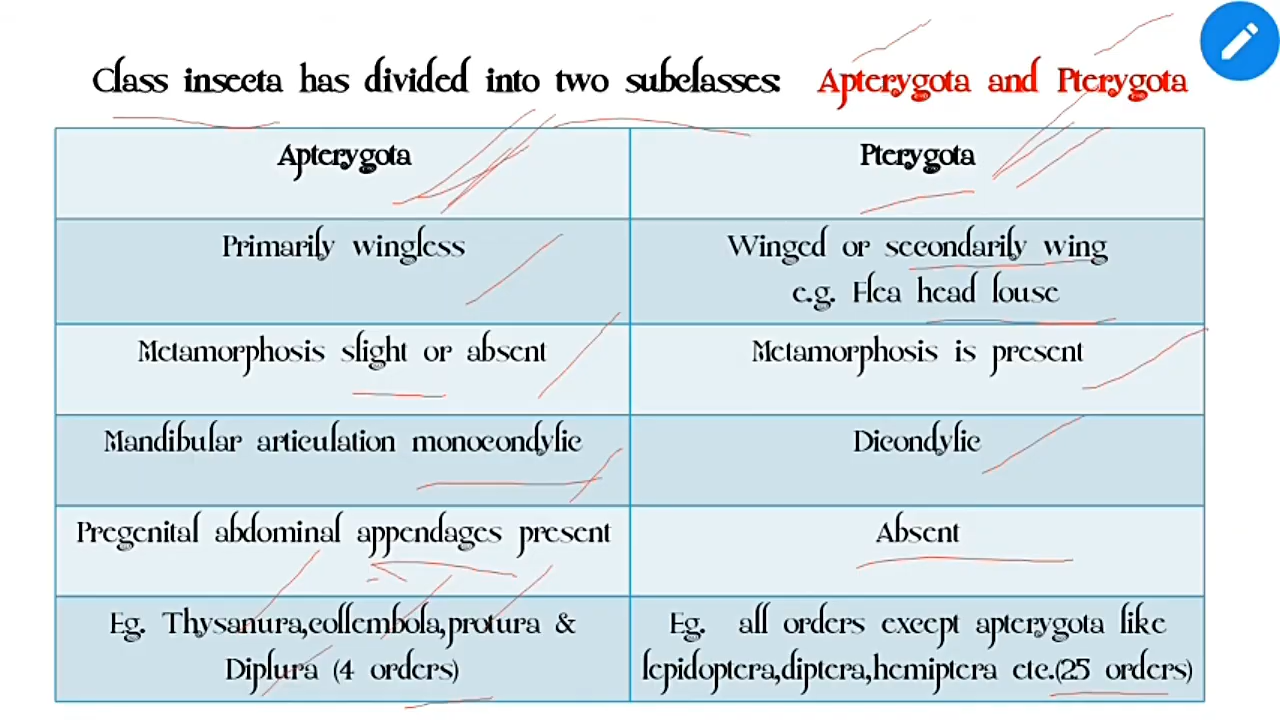 Class insecta has divided into two subclasses: Apterygota and Pterygota
Apterygota
Pterygota
Primarily wingless
Winged or secondarily wing
e.g. Flea head louse
Metamorphosis slight or absent
Metamorphosis is present
Mandibular articulation monocondylic
Dicondylic
Pregenital abdominal appendages present
Absent
Eg. Thysanura,collembola,protura &
Diplura (4 orders)
Eg. all orders except apterygota like
lepidoptera,diptera,hemiptera etc.(25 orders)